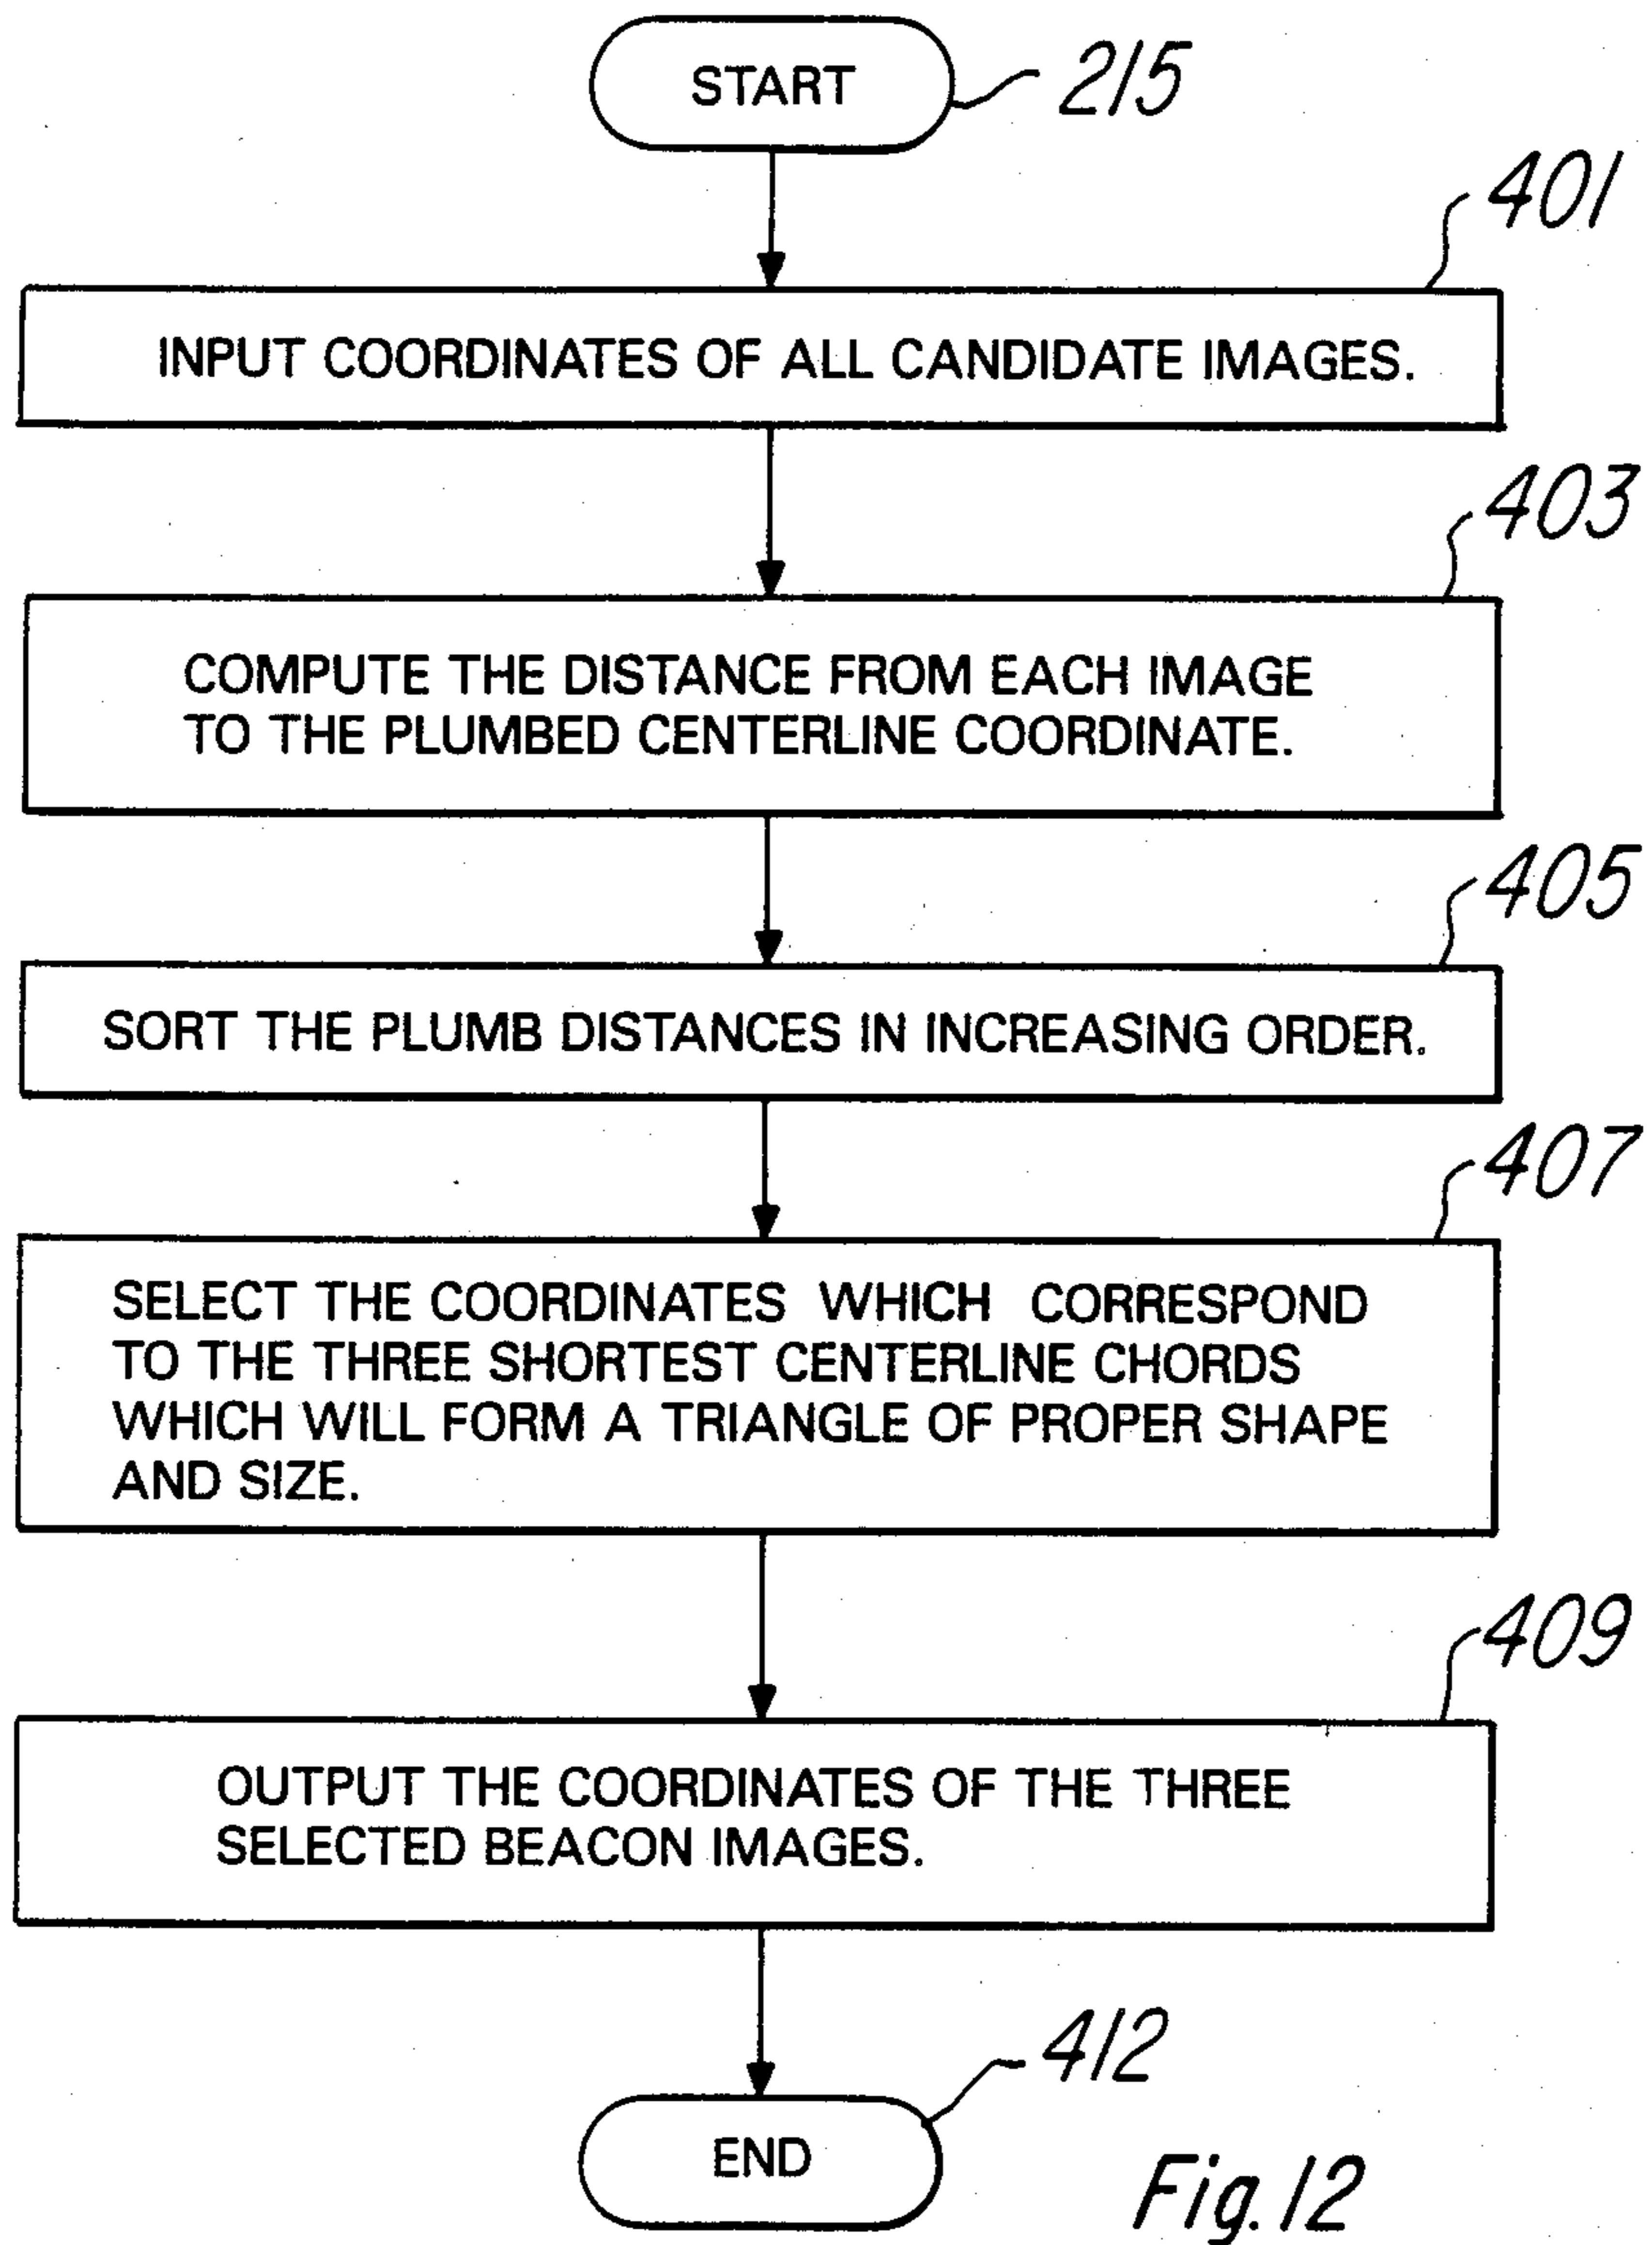 START
215
401
INPUT COORDINATES OF ALL CANDIDATE IMAGES.
403
COMPUTE THE DISTANCE FROM EACH IMAGE
TO THE PLUMBED CENTERLINE COORDINATE.
405
SORT THE PLUMB DISTANCES IN INCREASING ORDER.
407
SELECT THE COORDINATES WHICH CORRESPOND
TO THE THREE SHORTEST CENTERLINE CHORDS
WHICH WILL FORM A TRIANGLE OF PROPER SHAPE
AND SIZE.
409
OUTPUT THE COORDINATES OF THE THREE
SELECTED BEACON IMAGES.
412
END
Fig. 12